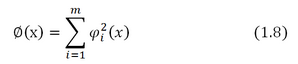 ∅(x) = ∑_{i=1}^{m} φ_i^2(x) (1.8)